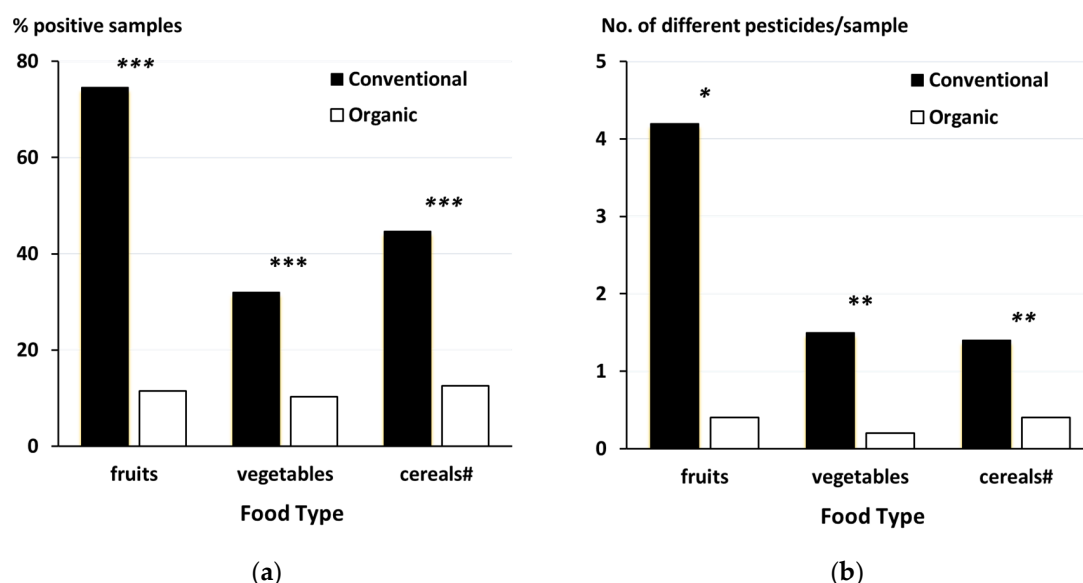 % positive samples
80
60
40
20
0
***
***
***
Conventional
Organic
fruits
vegetables
cereals#
Food Type
(a)
No. of different pesticides/sample
5
4
3
2
1
0
*
**
**
Conventional
Organic
fruits
vegetables
cereals#
Food Type
(b)